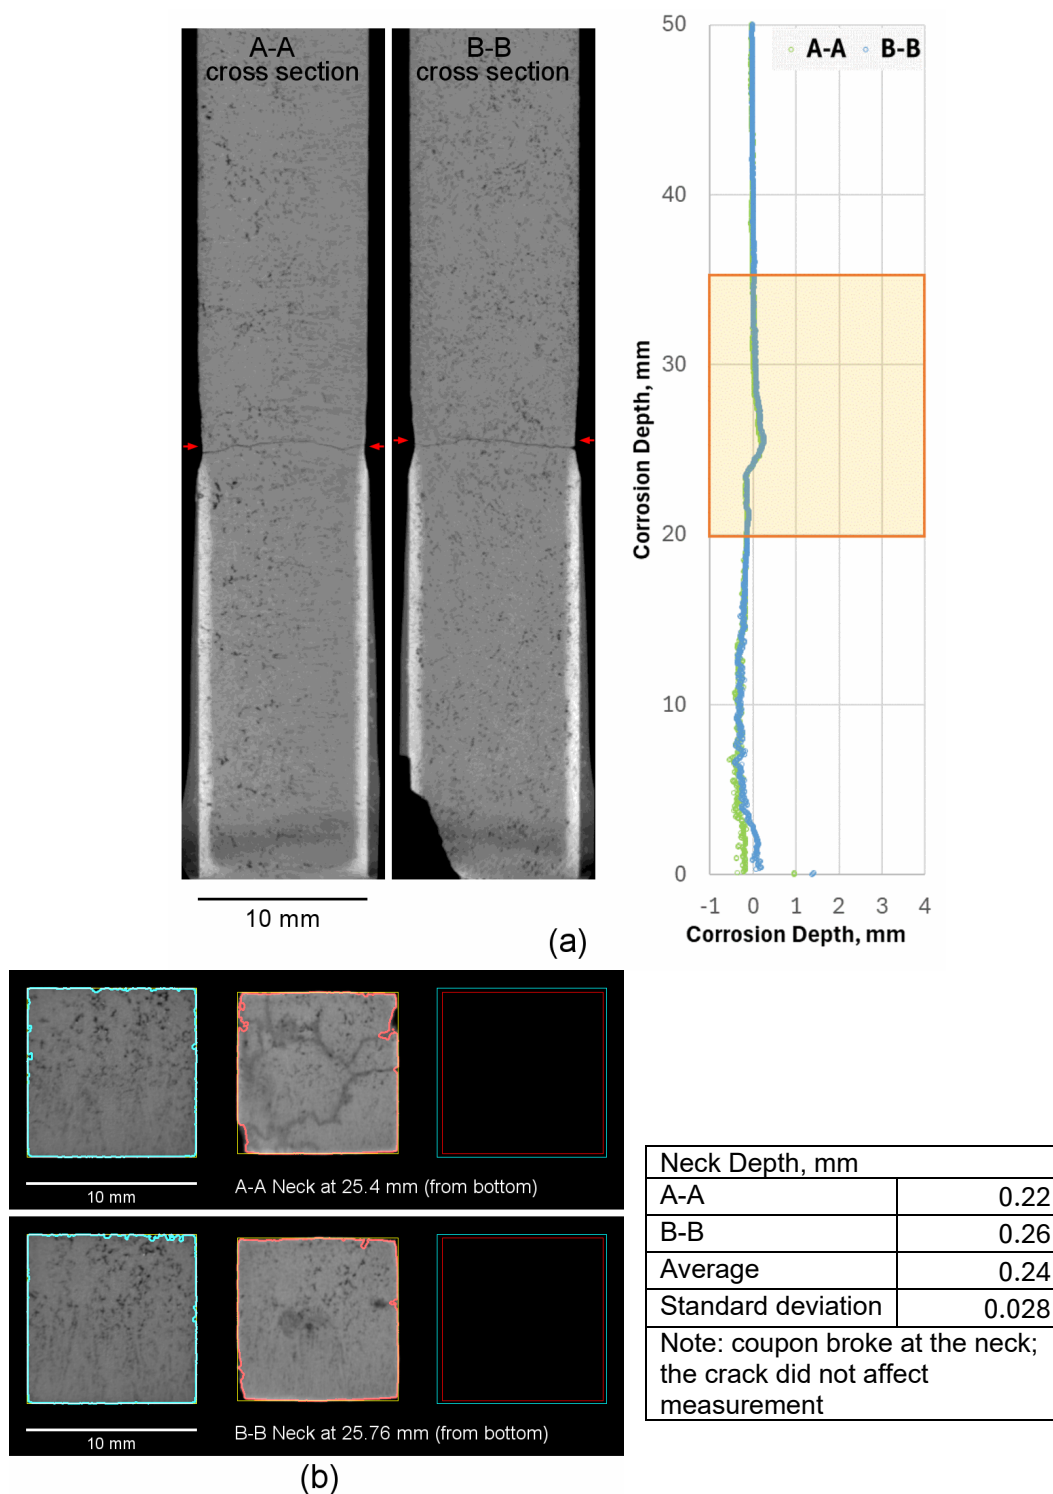 A-A
cross section
B-B
cross section
10 mm
A-A B-B
50
40
30
20
10
0
Corrosion Depth, mm
-1 0 1 2 3 4
Corrosion Depth, mm
(a)
10 mm
A-A Neck at 25.4 mm (from bottom)
10 mm
B-B Neck at 25.76 mm (from bottom)
(b)
Neck Depth, mm
A-A 0.22
B-B 0.26
Average 0.24
Standard deviation 0.028
Note: coupon broke at the neck;
the crack did not affect
measurement